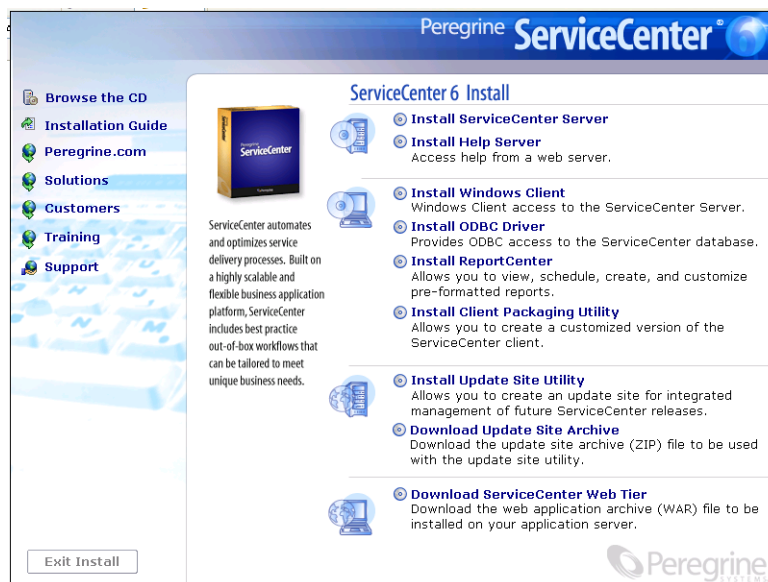 Peregrine ServiceCenter®
Browse the CD
Installation Guide
Peregrine.com
Solutions
Customers
Training
Support
Exit Install
Peregrine
ServiceCenter
ServiceCenter automates
and optimizes service
delivery processes. Built on
a highly scalable and
flexible business application
platform, ServiceCenter
includes best practice
out-of-box workflows that
can be tailored to meet
unique business needs.
ServiceCenter 6 Install
Install ServiceCenter Server
Install Help Server
Access help from a web server.
Install Windows Client
Windows Client access to the ServiceCenter Server.
Install ODBC Driver
Provides ODBC access to the ServiceCenter database.
Install ReportCenter
Allows you to view, schedule, create, and customize
pre-formatted reports.
Install Client Packaging Utility
Allows you to create a customized version of the
ServiceCenter client.
Install Update Site Utility
Allows you to create an update site for integrated
management of future ServiceCenter releases.
Download Update Site Archive
Download the update site archive (ZIP) file to be used
with the update site utility.
Download ServiceCenter Web Tier
Download the web application archive (WAR) file to be
installed on your application server.
Peregrine
SYSTEMS